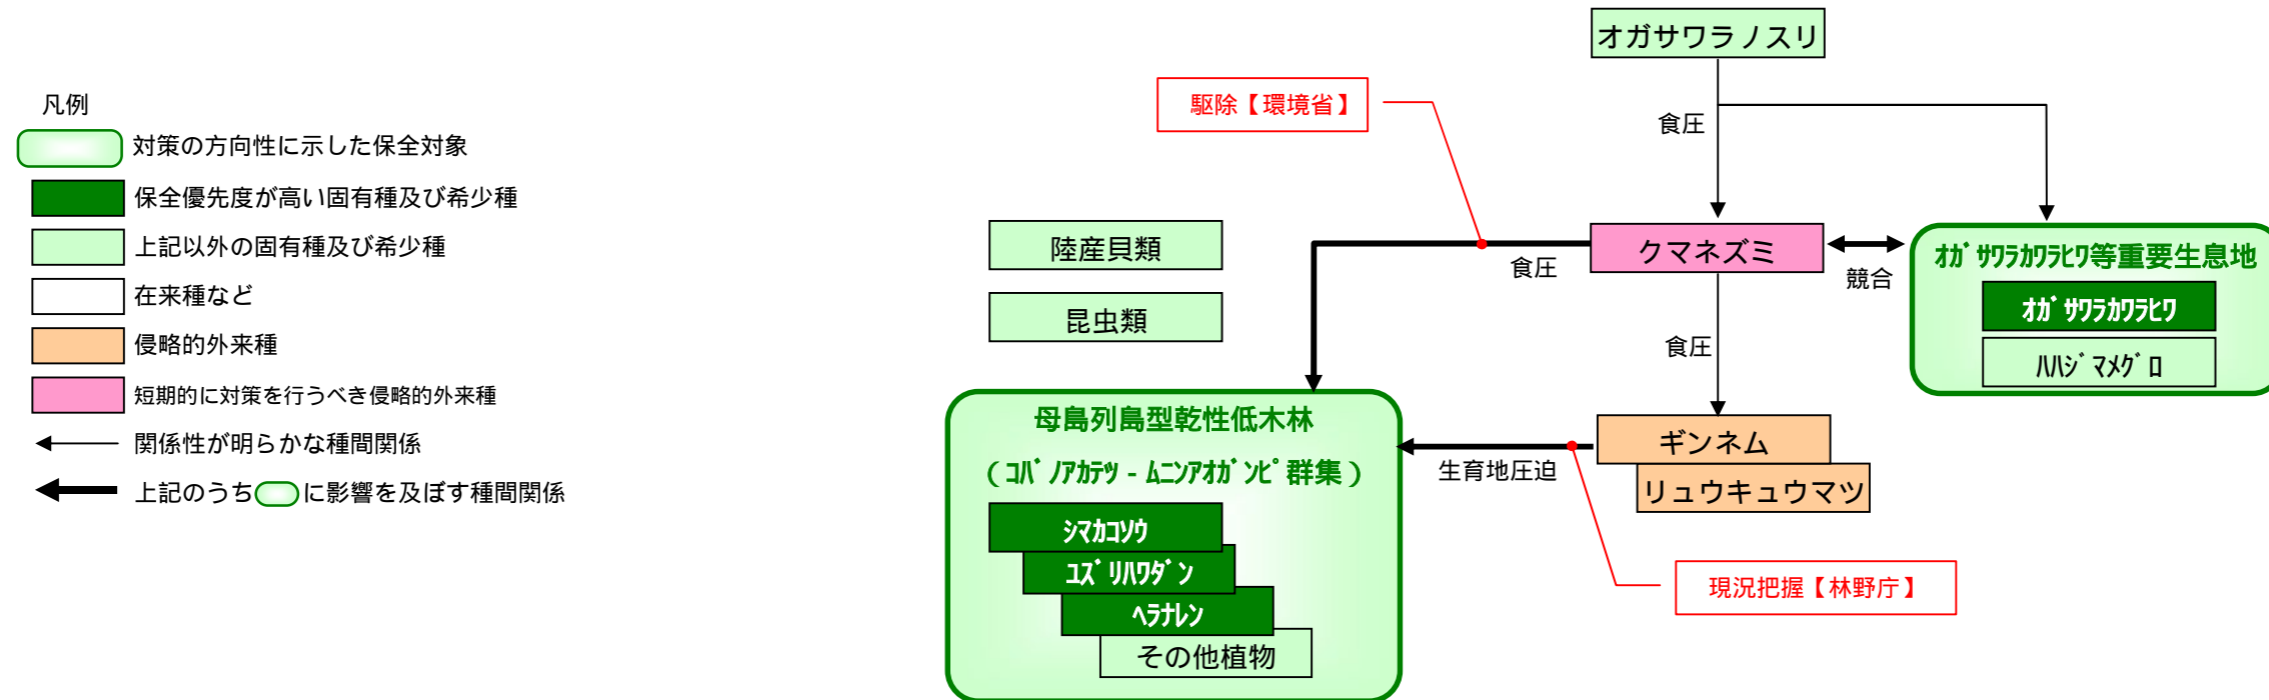 凡例
対策の方向性に示した保全対象
保全優先度が高い固有種及び希少種
上記以外の固有種及び希少種
在来種など
侵略的外来種
短期的に対策を行うべき侵略的外来種
関係性が明らかな種間関係
上記のうち に影響を及ぼす種間関係
オガサワラノスリ
駆除【環境省】
食圧
陸産貝類
昆虫類
食圧
クマネズミ
競合
ｵｶﾞｻﾜﾗｶﾜﾗﾋﾜ等重要生息地
ｵｶﾞｻﾜﾗｶﾜﾗﾋﾜ
ﾊﾊｼﾞﾏﾒｸﾞﾛ
食圧
母島列島型乾性低木林
（ｺﾊﾞﾉｱｶﾃﾂ - ﾑﾆﾝｱｵｶﾞﾝﾋﾟ群集）
シマカコソウ
ｺｽﾞﾘﾊﾜﾀﾞﾝ
ﾍﾗﾅﾚﾝ
その他植物
生育地圧迫
ギンネム
リュウキュウマツ
現況把握【林野庁】